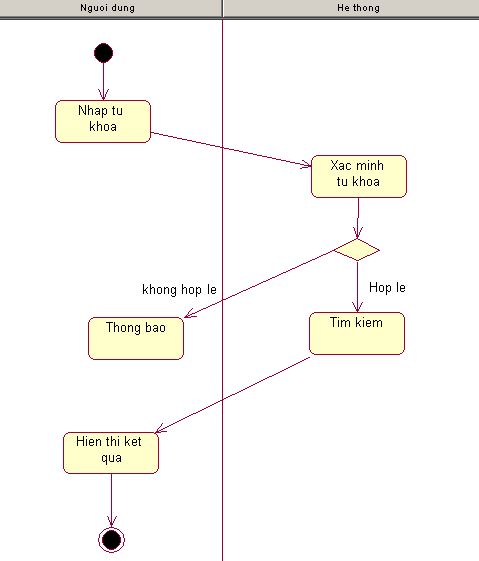 Nguoi dung
He thong
Nhap tu
khoa
Xac minh
tu khoa
khong hop le
Hop le
Thong bao
Tim kiem
Hien thi ket
qua